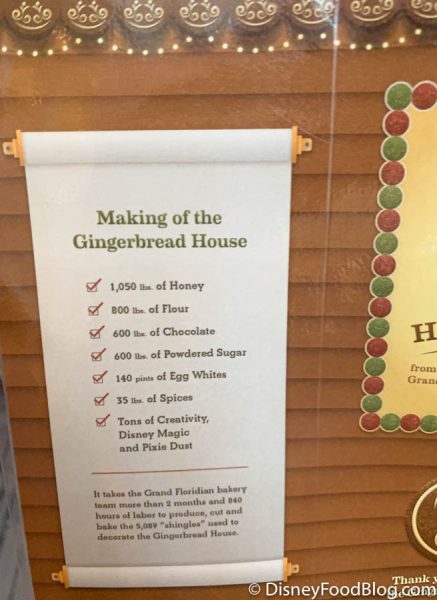 Making of the
Gingerbread House
1,050 lbs. of Honey
800 lbs. of Flour
600 lbs. of Chocolate
600 lbs. of Powdered Sugar
140 pints of Egg Whites
35 lbs. of Spices
Tons of Creativity,
Disney Magic
and Pixie Dust
It takes the Grand Floridian bakery
team more than 2 months and 840
hours of labor to produce, cut and
bake the 5,089 "shingles" used to
decorate the Gingerbread House.
H
from
Gran
Thank y
© DisneyFoodBlog.com